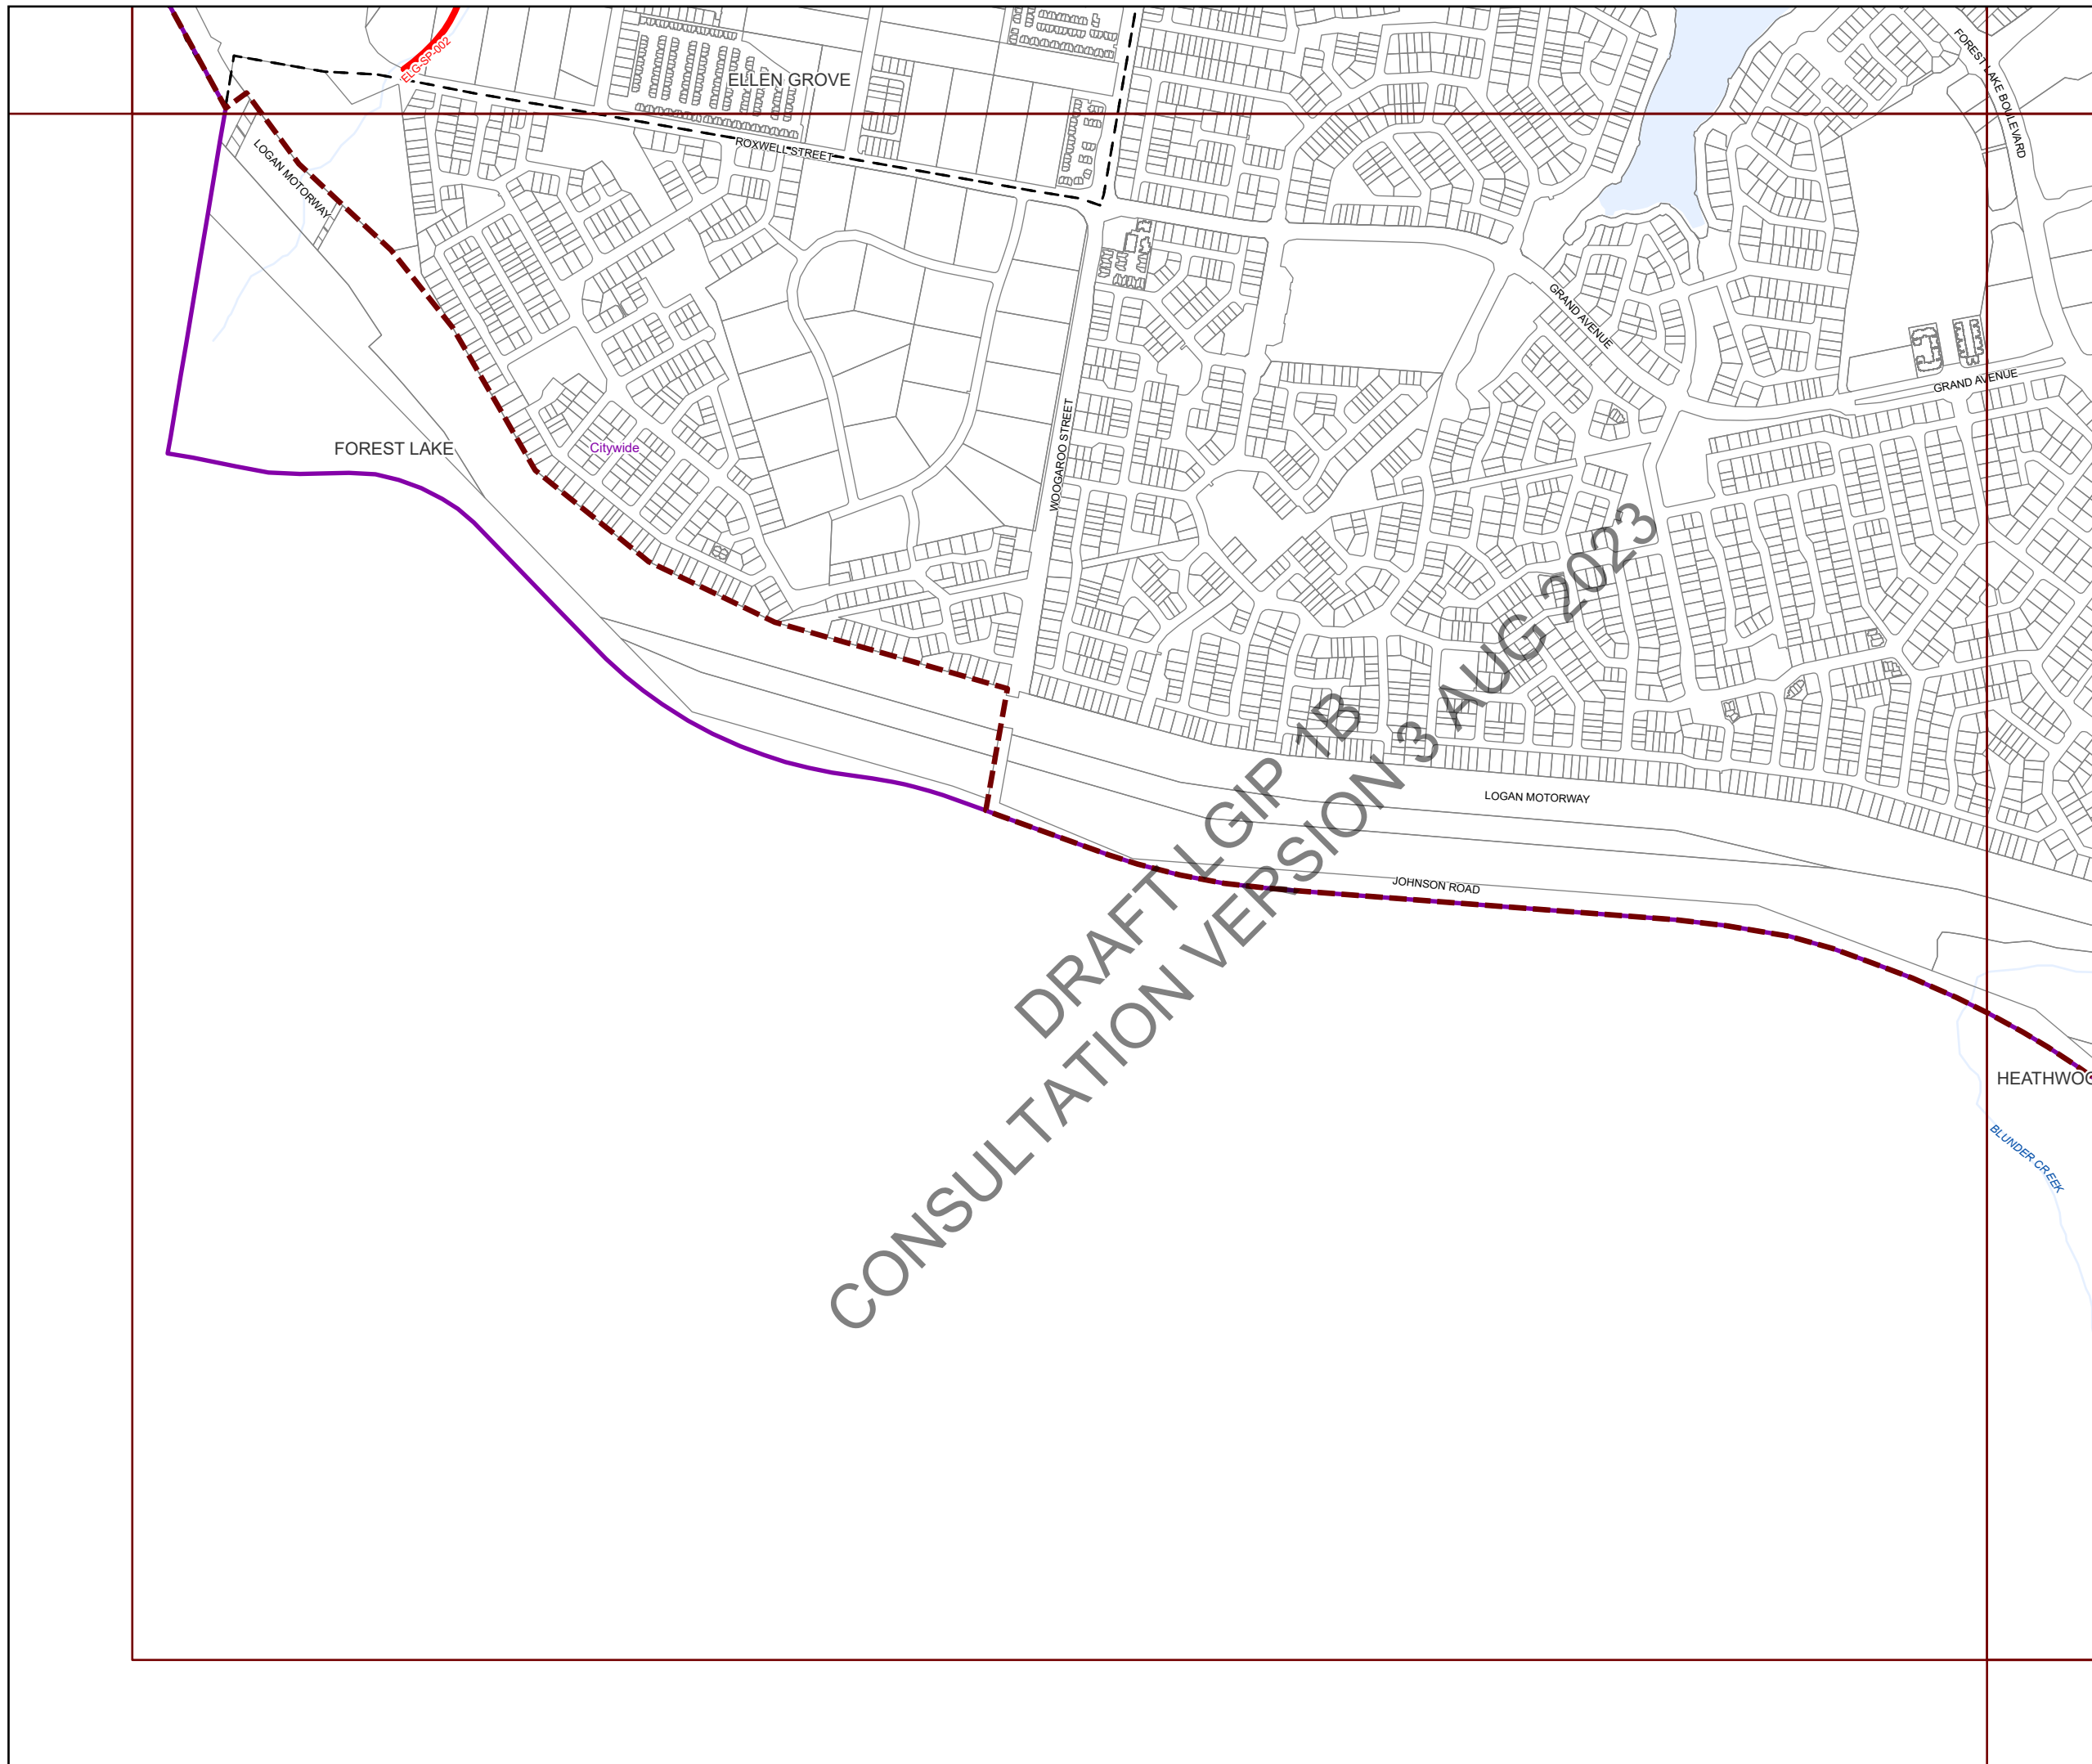 ELG-SP-002
ELLEN GROVE
FOREST LAKE BOULEVARD
ROXWELL STREET
LOGAN MOTORWAY
GRAND AVENUE
GRAND AVENUE
WOOGAROO STREET
FOREST LAKE
Citywide
LOGAN MOTORWAY
JOHNSON ROAD
DRAFT LGIP 1B
CONSULTATION VERSION 3 AUG 2023
HEATHWOO
BLUNDER CREEK